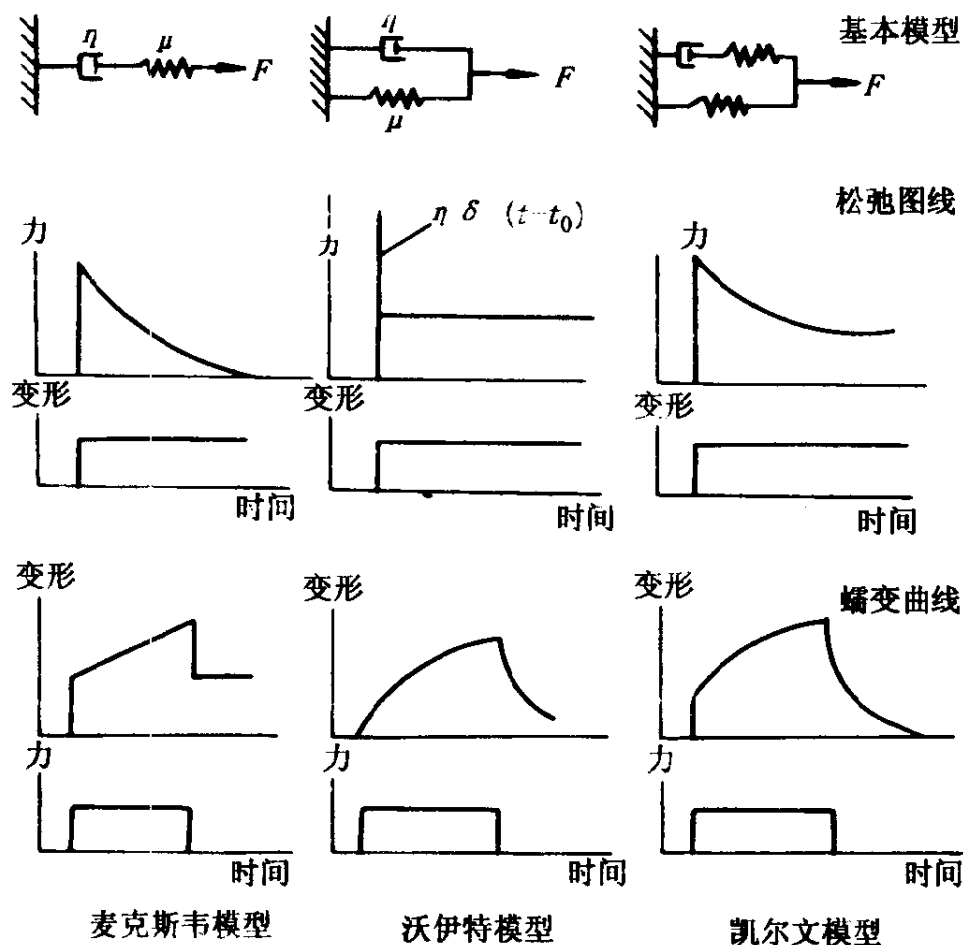 η
μ
F
η
μ
F
F
基本模型
松弛图线
力
力
η δ (t-t₀)
力
变形
变形
变形
时间
时间
时间
变形
变形
变形
蠕变曲线
力
力
力
时间
时间
时间
麦克斯韦模型
沃伊特模型
凯尔文模型